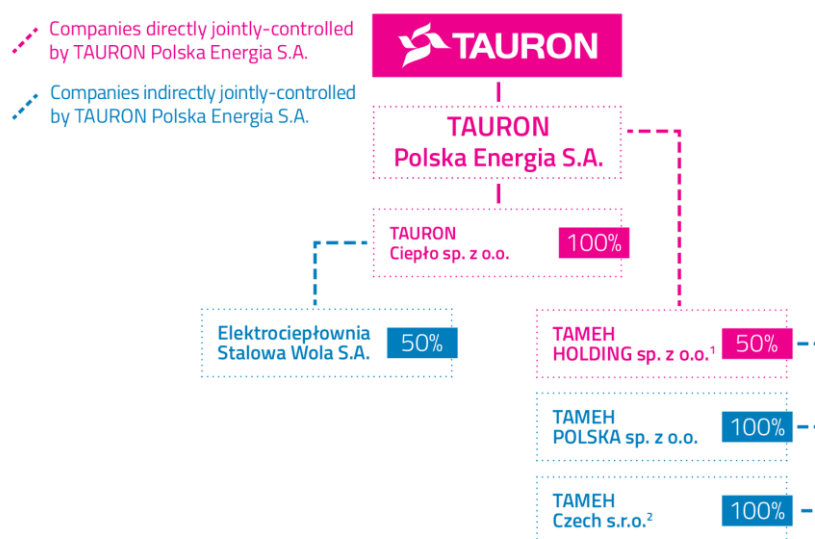 Companies directly jointly-controlled
by TAURON Polska Energia S.A.
Companies indirectly jointly-controlled
by TAURON Polska Energia S.A.
TAURON
TAURON
Polska Energia S.A.
TAURON
Ciepło sp. z o.o.
100%
Elektrociepłownia
Stalowa Wola S.A.
50%
TAMEH
HOLDING sp. z o.o.¹
50%
TAMEH
POLSKA sp. z o.o.
100%
TAMEH
Czech s.r.o.²
100%